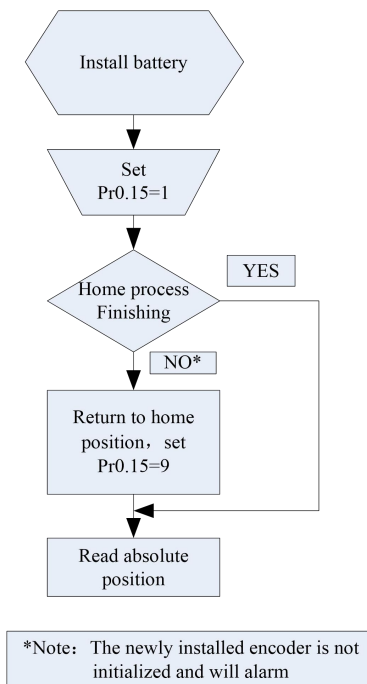 Install battery
Set
Pr0.15=1
Home process
Finishing
YES
NO*
Return to home
position，set
Pr0.15=9
Read absolute
position
*Note： The newly installed encoder is not
initialized and will alarm